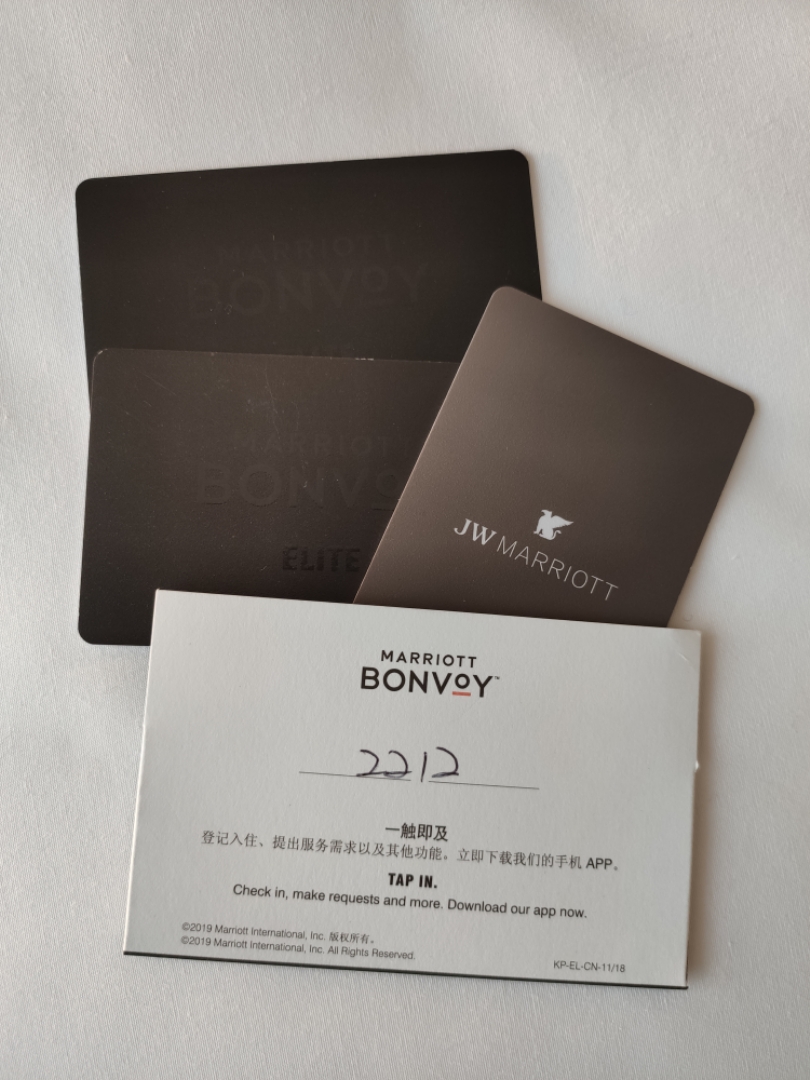 MARRIOTT
BONVOY
MARRIOT
BONVO
ELITE
JW MARRIOTT
MARRIOTT
BONVOY™
2212
一触即及
登记入住、提出服务需求以及其他功能。立即下载我们的手机 APP。
TAP IN.
Check in, make requests and more. Download our app now.
©2019 Marriott International, Inc. 版权所有。
©2019 Marriott International, Inc. All Rights Reserved.
KP-EL-CN-11/18